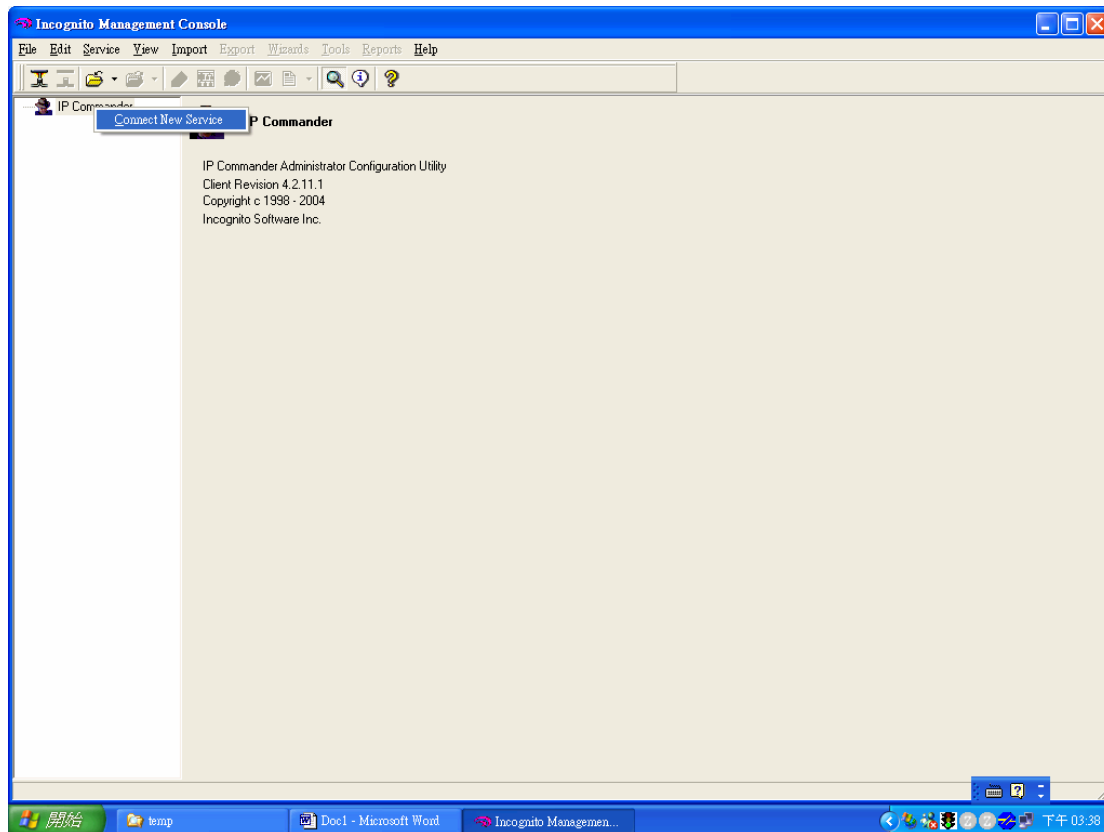 Incognito Management Console
File Edit Service View Import Export Wizards Tools Reports Help
IP Commander
Connect New Service
P Commander
IP Commander Administrator Configuration Utility
Client Revision 4.2.11.1
Copyright c 1998 - 2004
Incognito Software Inc.
開始
temp
Doc1 - Microsoft Word
Incognito Managemen...
下午 03:38